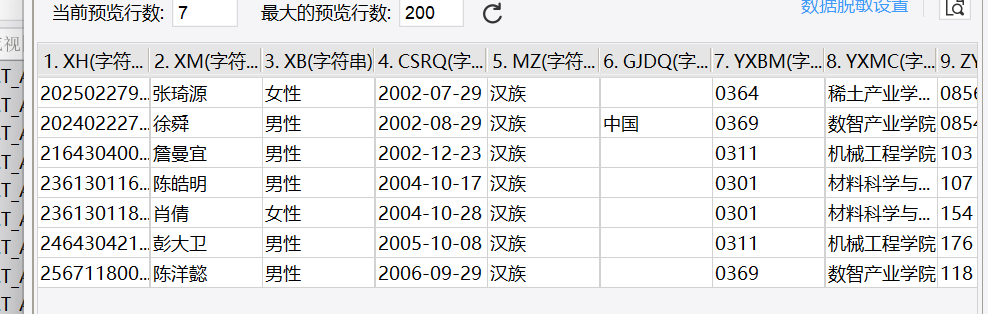 当前预览行数: 7 最大的预览行数: 200 数据脱敏设置
1. XH(字符... 2. XM(字符... 3. XB(字符串) 4. CSRQ(字... 5. MZ(字符... 6. GJDQ(字... 7. YXBM(字... 8. YXMC(字... 9. ZY
202502279... 张琦源 女性 2002-07-29 汉族 0364 稀土产业学... 0856
202402227... 徐舜 男性 2002-08-29 汉族 中国 0369 数智产业学院 0854
216430400... 詹曼宜 男性 2002-12-23 汉族 0311 机械工程学院 103
236130116... 陈皓明 男性 2004-10-17 汉族 0301 材料科学与... 107
236130118... 肖倩 女性 2004-10-28 汉族 0301 材料科学与... 154
246430421... 彭大卫 男性 2005-10-08 汉族 0311 机械工程学院 176
256711800... 陈洋懿 男性 2006-09-29 汉族 0369 数智产业学院 118